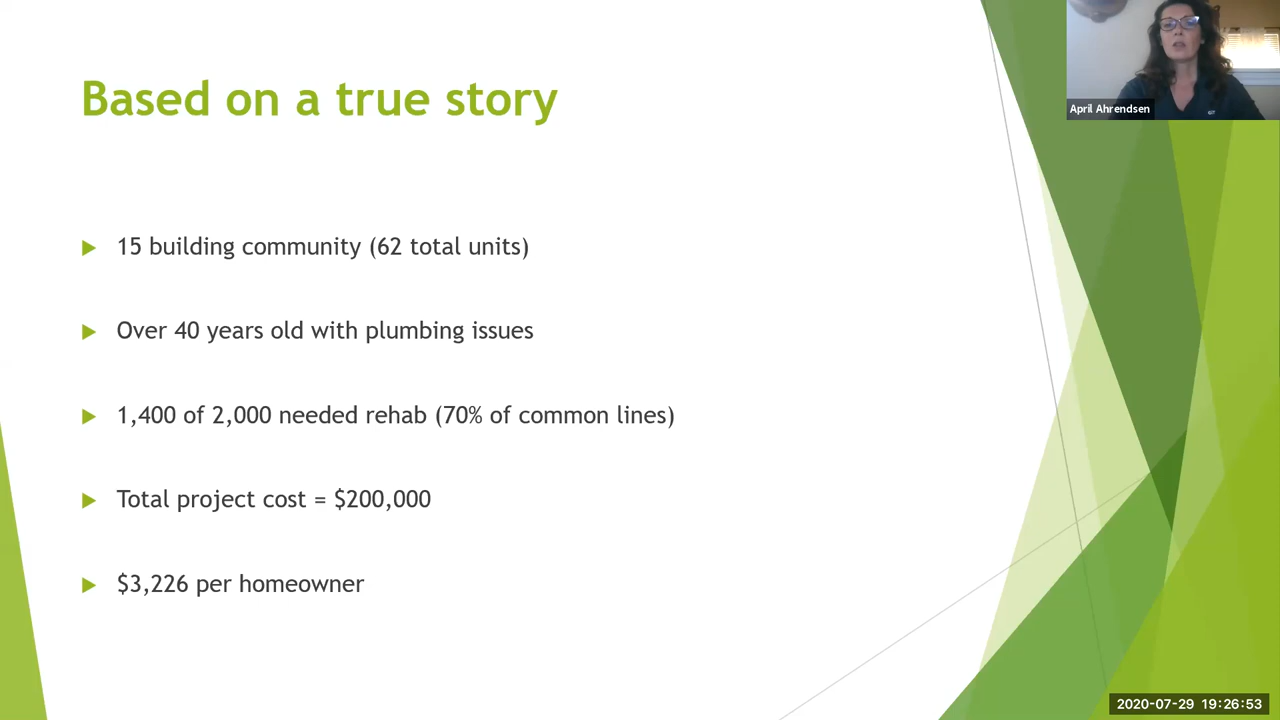 Based on a true story
April Ahrendsen
15 building community (62 total units)
Over 40 years old with plumbing issues
1,400 of 2,000 needed rehab (70% of common lines)
Total project cost = $200,000
$3,226 per homeowner
2020-07-29 19:26:53